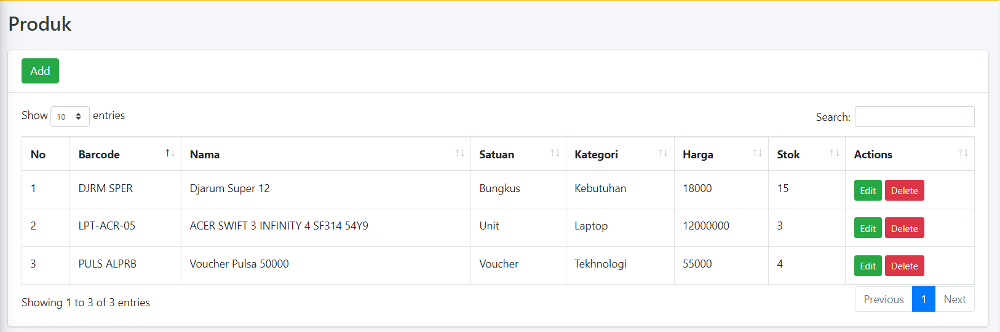 Produk
Add
Show 10 entries Search:
No Barcode Nama Satuan Kategori Harga Stok Actions
1 DJRM SPER Djarum Super 12 Bungkus Kebutuhan 18000 15 Edit Delete
2 LPT-ACR-05 ACER SWIFT 3 INFINITY 4 SF314 54Y9 Unit Laptop 12000000 3 Edit Delete
3 PULS ALPRB Voucher Pulsa 50000 Voucher Tekhnologi 55000 4 Edit Delete
Showing 1 to 3 of 3 entries Previous 1 Next